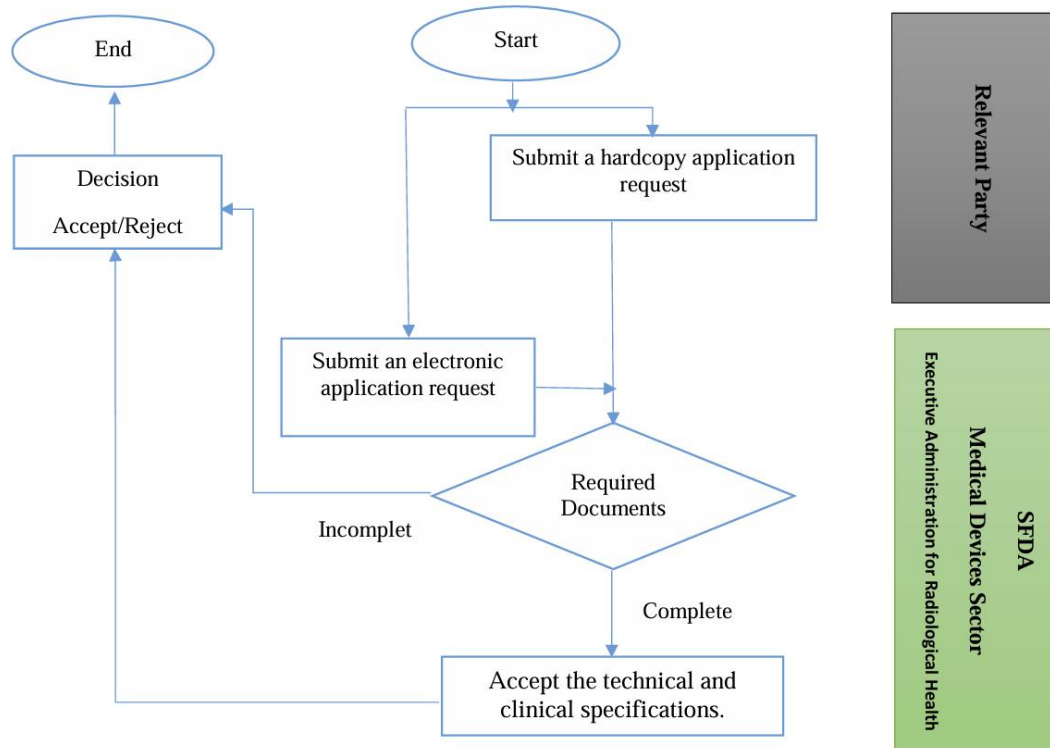 End
Start
Decision
Accept/Reject
Submit a hardcopy application
request
Submit an electronic
application request
Required
Documents
Incomplet
Complete
Accept the technical and
clinical specifications.
Relevant Party
SFDA
Medical Devices Sector
Executive Administration for Radiological Health